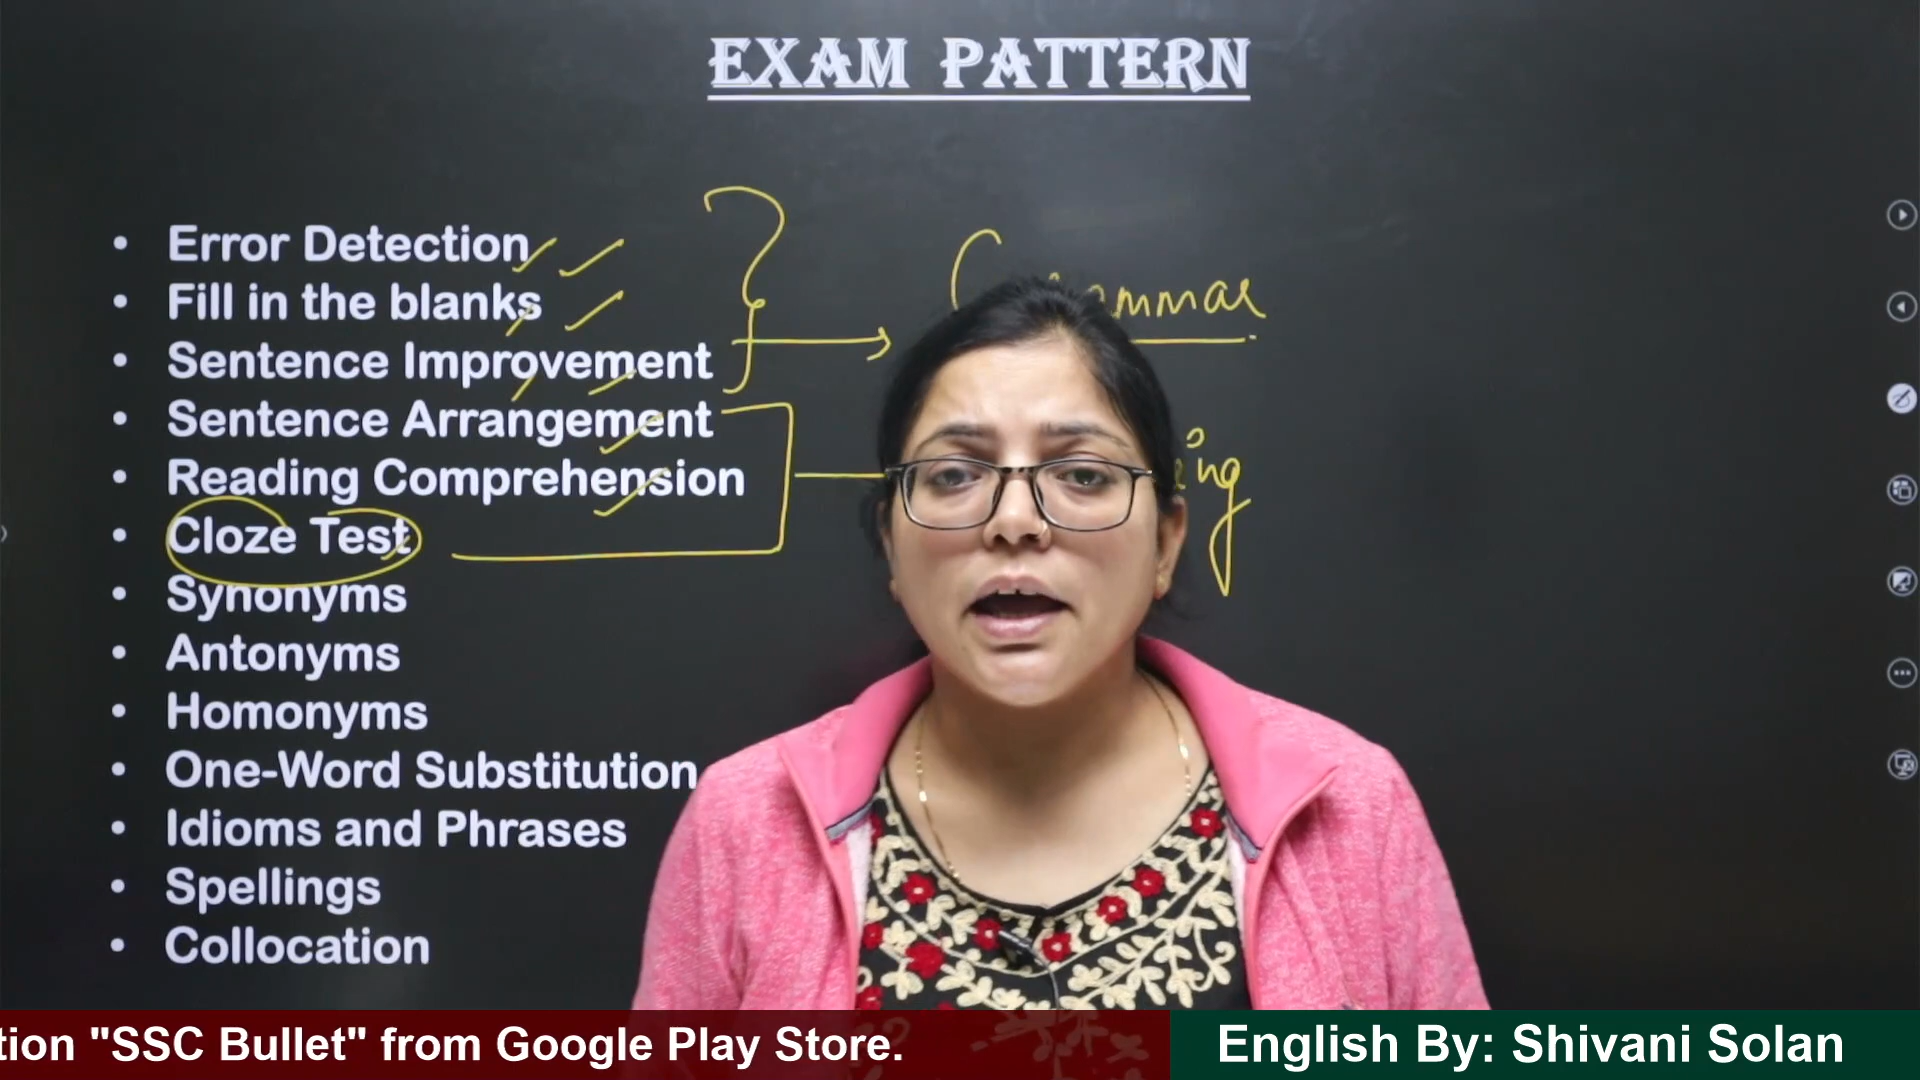 EXAM PATTERN
• Error Detection
• Fill in the blanks
• Sentence Improvement
• Sentence Arrangement
• Reading Comprehension
• Cloze Test
• Synonyms
• Antonyms
• Homonyms
• One-Word Substitution
• Idioms and Phrases
• Spellings
• Collocation
"SSC Bullet" from Google Play Store.
English By: Shivani Solan